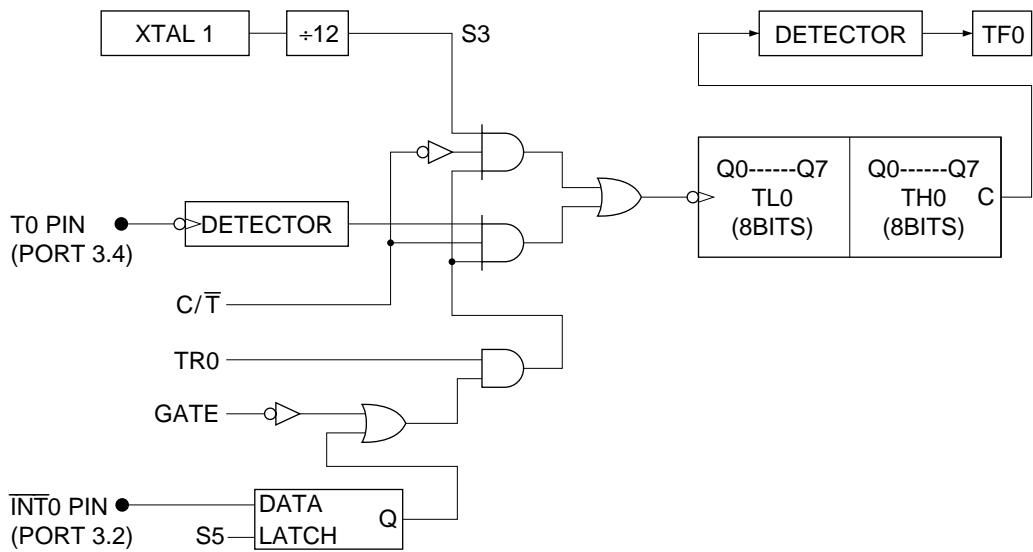 XTAL 1
÷12
S3
DETECTOR
TF0
Q0------Q7
TL0
(8BITS)
Q0------Q7
TH0
(8BITS)
C
T0 PIN
(PORT 3.4)
DETECTOR
C/T̅
TR0
GATE
I̅N̅T̅0 PIN
(PORT 3.2)
DATA
LATCH
Q
S5